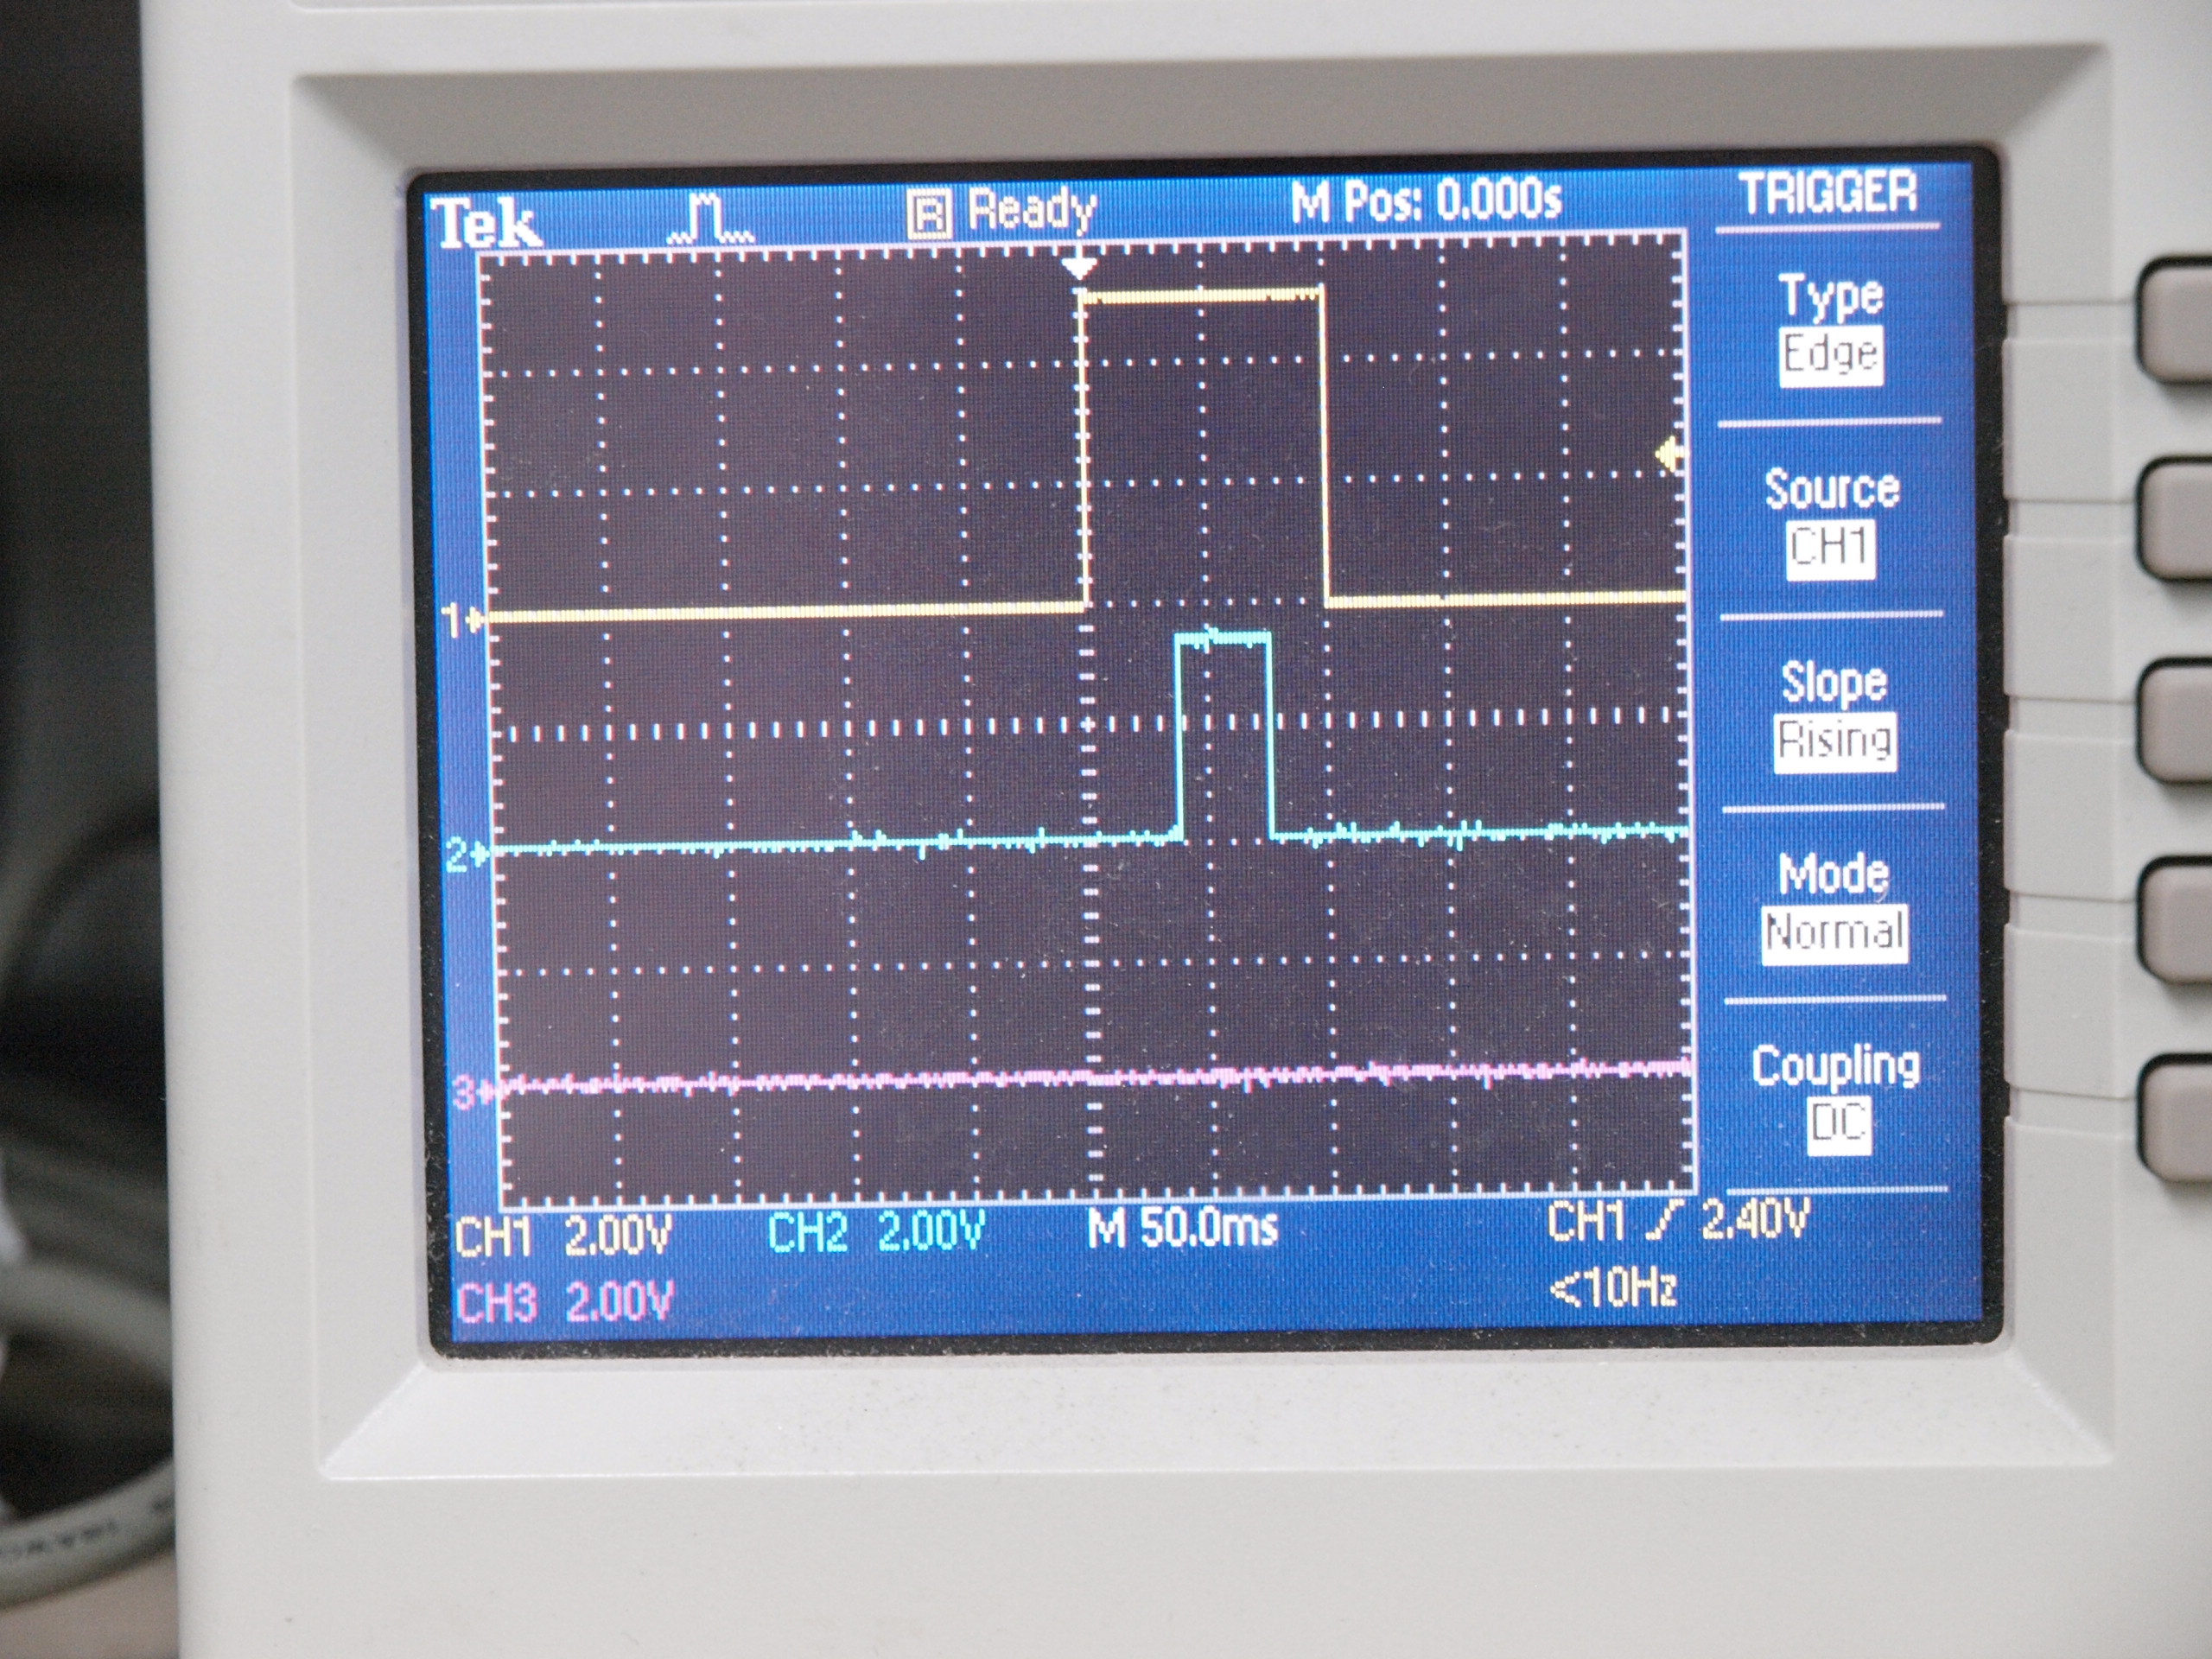 Tek R Ready M Pos: 0.000s TRIGGER
Type
Edge
Source
CH1
Slope
Rising
Mode
Normal
Coupling
DC
1
2
3
CH1 2.00V CH2 2.00V M 50.0ms CH1 2.40V
CH3 2.00V <10Hz